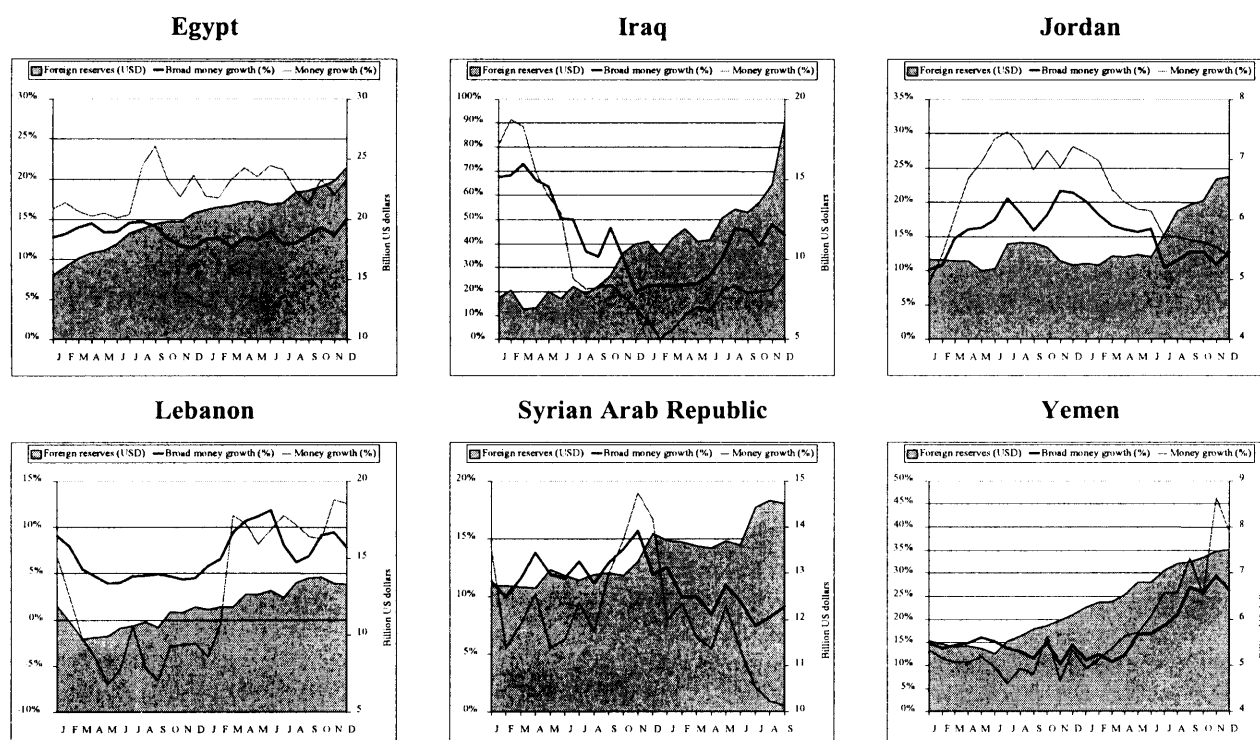 Egypt
Foreign reserves (USD) Broad money growth (%) Money growth (%)
30% 30
25% 25
20% 20
15%
10% 15
5%
0% 10
Billion US dollars
J F M A M J J A S O N D J F M A M J J A S O N D
Iraq
Foreign reserves (USD) Broad money growth (%) Money growth (%)
100% 20
90%
80%
70% 15
60%
50% 10
40%
30%
20%
10%
0% 5
Billion US dollars
J F M A M J J A S O N D J F M A M J J A S O N D
Jordan
Foreign reserves (USD) Broad money growth (%) Money growth (%)
35% 8
30% 7
25%
20% 6
15% 5
10%
5%
0% 4
Billion US dollars
J F M A M J J A S O N D J F M A M J J A S O N D
Lebanon
Foreign reserves (USD) Broad money growth (%) Money growth (%)
15% 20
10% 15
5%
0% 10
-5%
-10% 5
Billion US dollars
J F M A M J J A S O N D J F M A M J J A S O N D
Syrian Arab Republic
Foreign reserves (USD) Broad money growth (%) Money growth (%)
20% 15
15% 14
13
10% 12
5% 11
0% 10
Billion US dollars
J F M A M J J A S O N D J F M A M J J A S
Yemen
Foreign reserves (USD) Broad money growth (%) Money growth (%)
50% 9
45% 8
40%
35% 7
30%
25% 6
20%
15% 5
10%
5%
0% 4
J F M A M J J A S O N D J F M A M J J A S O N D